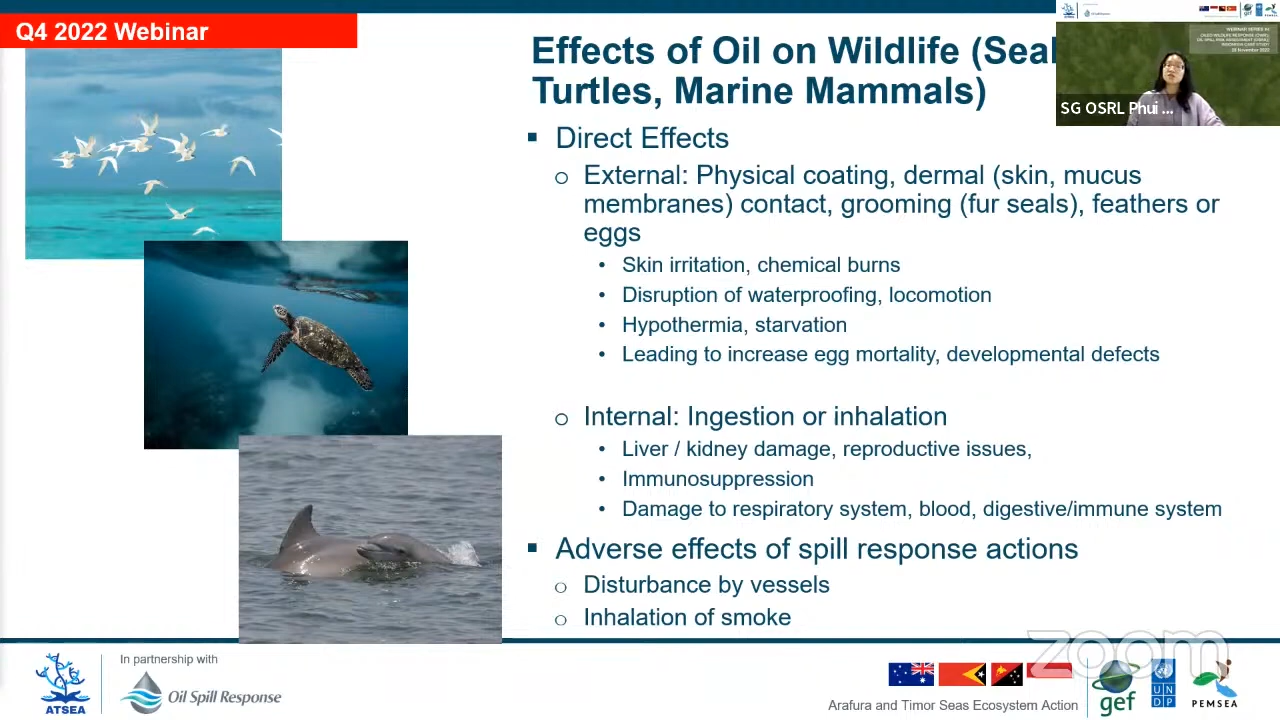 Q4 2022 Webinar
Effects of Oil on Wildlife (Seal
Turtles, Marine Mammals)
SG OSRL Phui ...
Direct Effects
External: Physical coating, dermal (skin, mucus
membranes) contact, grooming (fur seals), feathers or
eggs
Skin irritation, chemical burns
Disruption of waterproofing, locomotion
Hypothermia, starvation
Leading to increase egg mortality, developmental defects
Internal: Ingestion or inhalation
Liver / kidney damage, reproductive issues,
Immunosuppression
Damage to respiratory system, blood, digestive/immune system
Adverse effects of spill response actions
Disturbance by vessels
Inhalation of smoke
zoom
In partnership with
ATSEA
Oil Spill Response
Arafura and Timor Seas Ecosystem Action
gef
UN
DP
PEMSEA